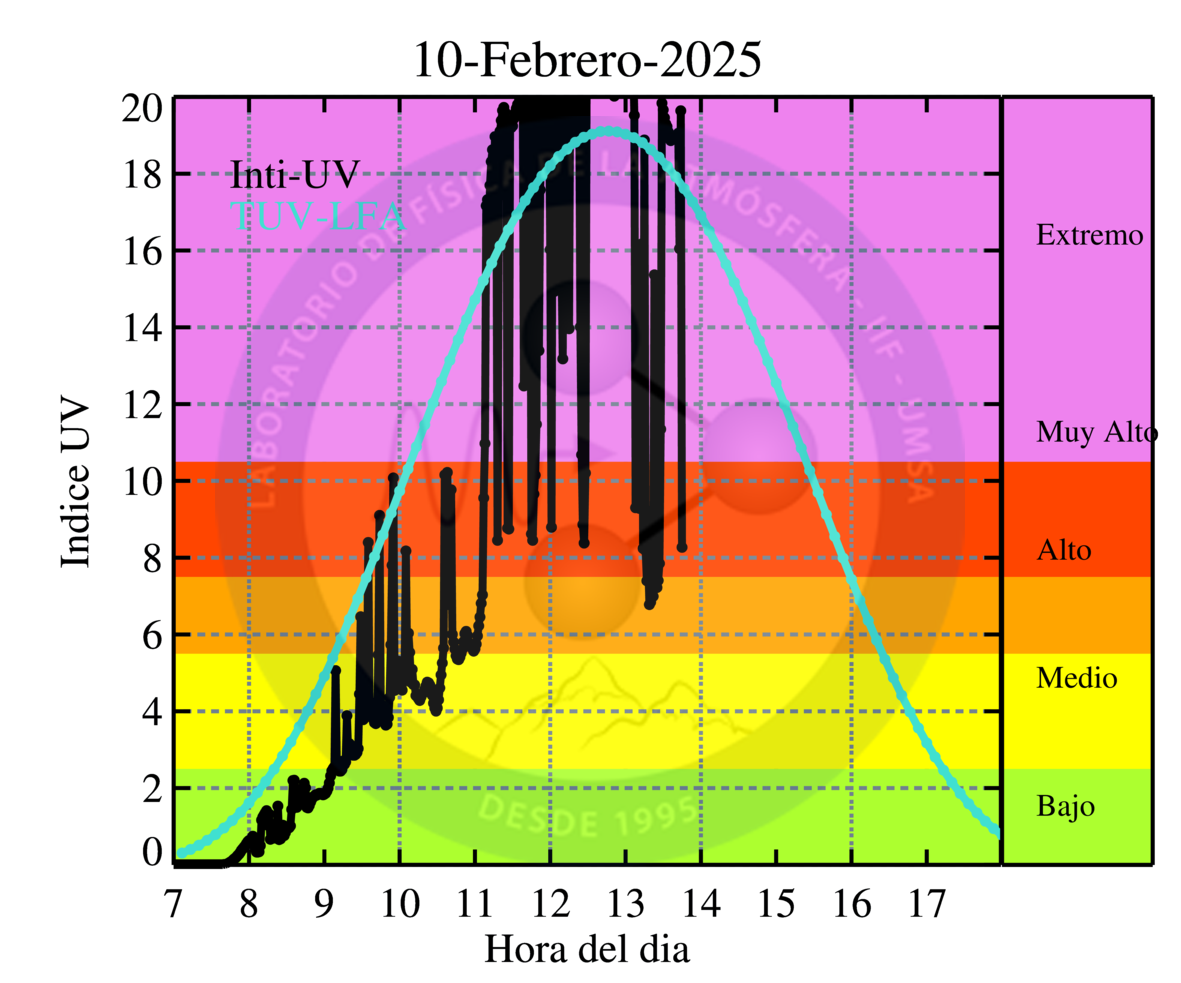 10-Febrero-2025
20
18
16
14
12
10
8
6
4
2
0
Indice UV
Inti-UV
TUV-LFA
LABORATORIO DE FÍSICA DE LA ATMÓSFERA - IIF - UMSA
DESDE 1995
Extremo
Muy Alto
Alto
Medio
Bajo
7 8 9 10 11 12 13 14 15 16 17
Hora del dia